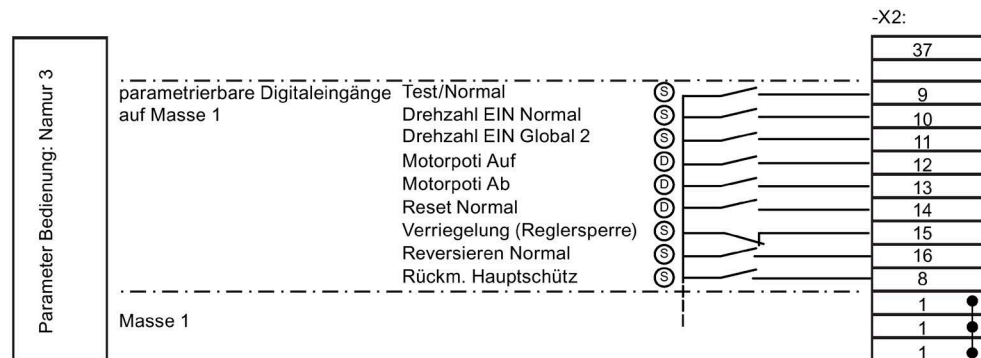 -X2:
37
Parameter Bedienung: Namur 3
parametrierbare Digitaleingänge
auf Masse 1
Test/Normal S 9
Drehzahl EIN Normal S 10
Drehzahl EIN Global 2 S 11
Motorpoti Auf D 12
Motorpoti Ab D 13
Reset Normal D 14
Verriegelung (Reglersperre) S 15
Reversieren Normal S 16
Rückm. Hauptschütz S 8
Masse 1
1
1
1